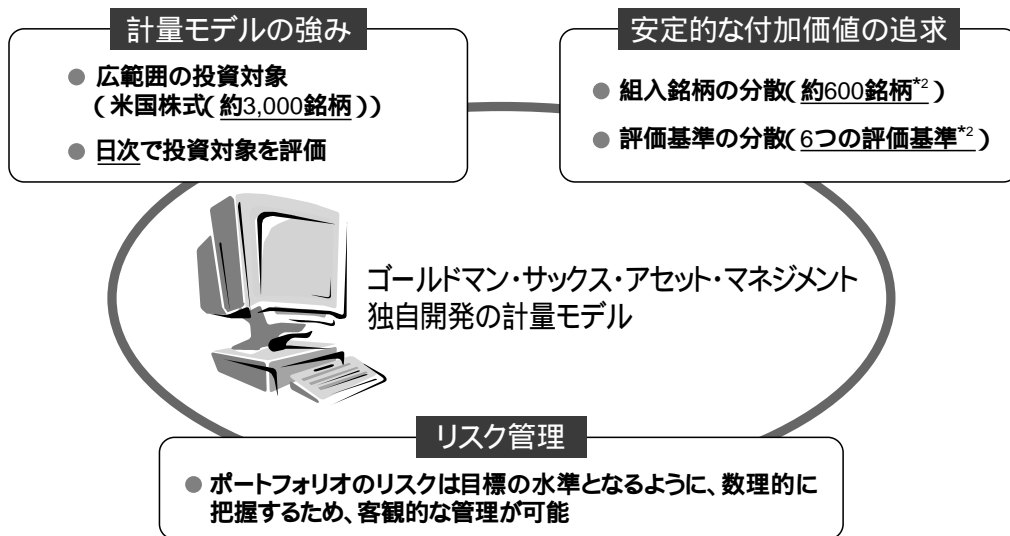 計量モデルの強み
● 広範囲の投資対象
（米国株式（約3,000銘柄））
● 日次で投資対象を評価
安定的な付加価値の追求
● 組入銘柄の分散（約600銘柄*2）
● 評価基準の分散（6つの評価基準*2）
ゴールドマン・サックス・アセット・マネジメント
独自開発の計量モデル
リスク管理
● ポートフォリオのリスクは目標の水準となるように、数理的に
把握するため、客観的な管理が可能